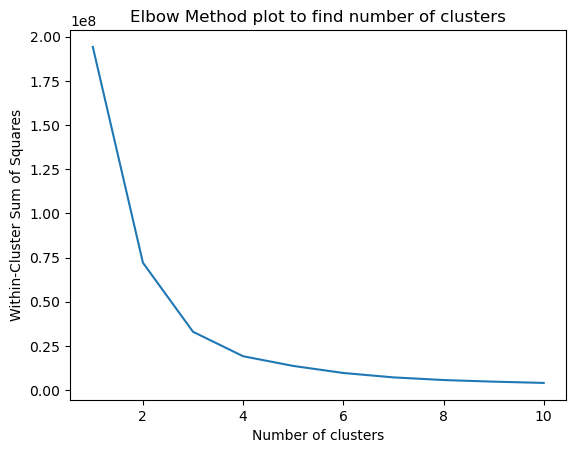 Elbow Method plot to find number of clusters
1e8
2.00
1.75
1.50
1.25
1.00
0.75
0.50
0.25
0.00
Within-Cluster Sum of Squares
2 4 6 8 10
Number of clusters